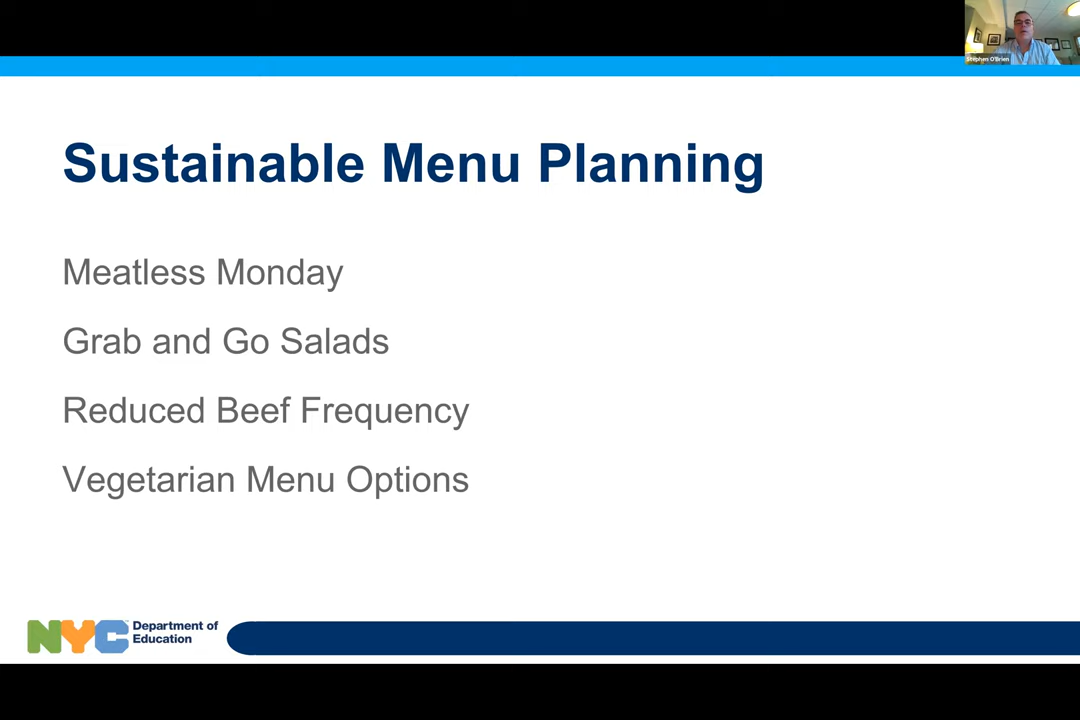 Stephen O'Brien
Sustainable Menu Planning
Meatless Monday
Grab and Go Salads
Reduced Beef Frequency
Vegetarian Menu Options
NYC
Department of
Education